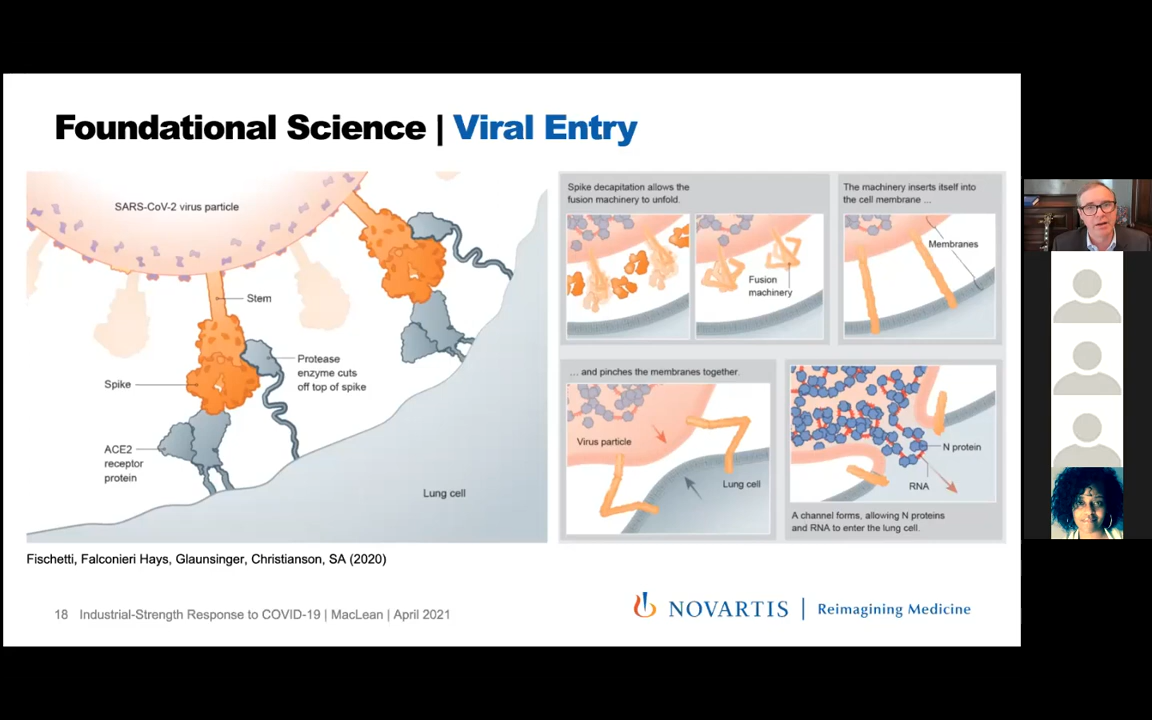 Foundational Science | Viral Entry
SARS-CoV-2 virus particle
Stem
Protease
enzyme cuts
off top of spike
Spike
ACE2
receptor
protein
Lung cell
Spike decapitation allows the
fusion machinery to unfold.
Fusion
machinery
The machinery inserts itself into
the cell membrane ...
Membranes
... and pinches the membranes together.
Virus particle
Lung cell
N protein
RNA
A channel forms, allowing N proteins
and RNA to enter the lung cell.
Fischetti, Falconieri Hays, Glaunsinger, Christianson, SA (2020)
18 Industrial-Strength Response to COVID-19 | MacLean | April 2021
NOVARTIS | Reimagining Medicine